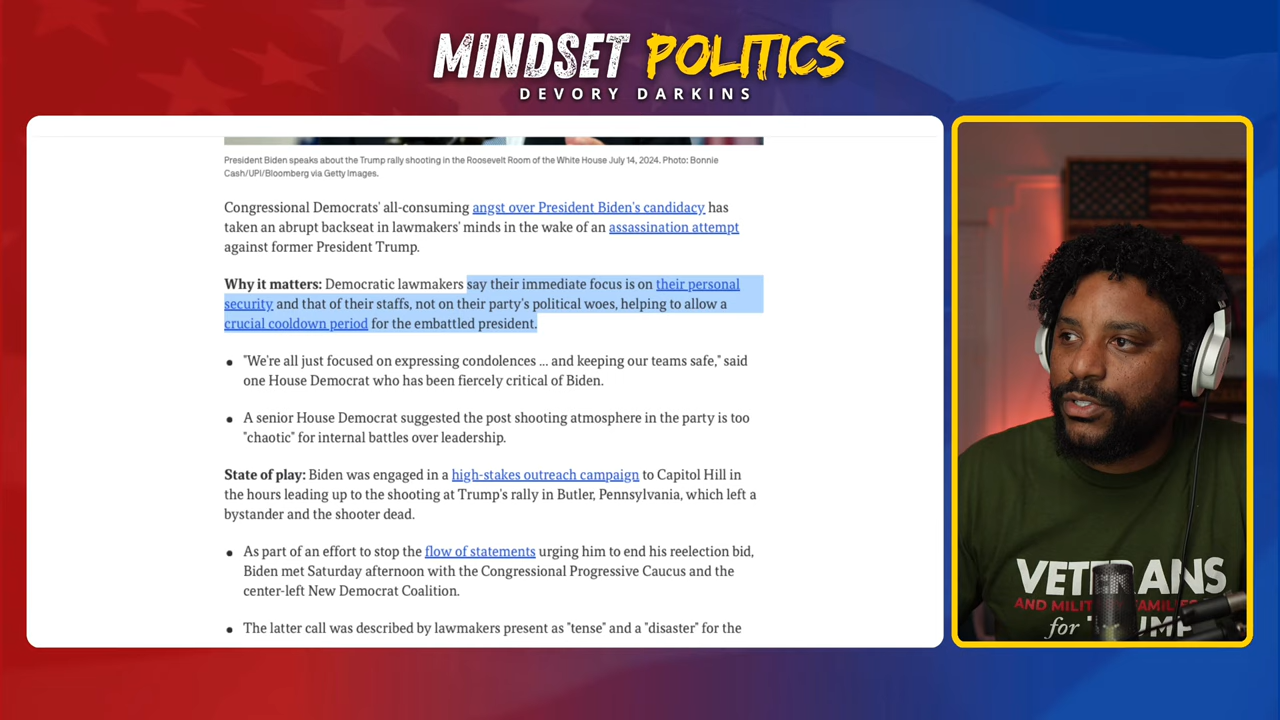 MINDSET POLITICS
DEVORY DARKINS
President Biden speaks about the Trump rally shooting in the Roosevelt Room of the White House July 14, 2024. Photo: Bonnie
Cash/UPI/Bloomberg via Getty Images.
Congressional Democrats' all-consuming angst over President Biden's candidacy has
taken an abrupt backseat in lawmakers' minds in the wake of an assassination attempt
against former President Trump.
Why it matters: Democratic lawmakers say their immediate focus is on their personal
security and that of their staffs, not on their party's political woes, helping to allow a
crucial cooldown period for the embattled president.
• "We're all just focused on expressing condolences ... and keeping our teams safe," said
one House Democrat who has been fiercely critical of Biden.
• A senior House Democrat suggested the post shooting atmosphere in the party is too
"chaotic" for internal battles over leadership.
State of play: Biden was engaged in a high-stakes outreach campaign to Capitol Hill in
the hours leading up to the shooting at Trump's rally in Butler, Pennsylvania, which left a
bystander and the shooter dead.
• As part of an effort to stop the flow of statements urging him to end his reelection bid,
Biden met Saturday afternoon with the Congressional Progressive Caucus and the
center-left New Democrat Coalition.
• The latter call was described by lawmakers present as "tense" and a "disaster" for the
VETERANS
AND MILITARY FAMILIES
for TRUMP